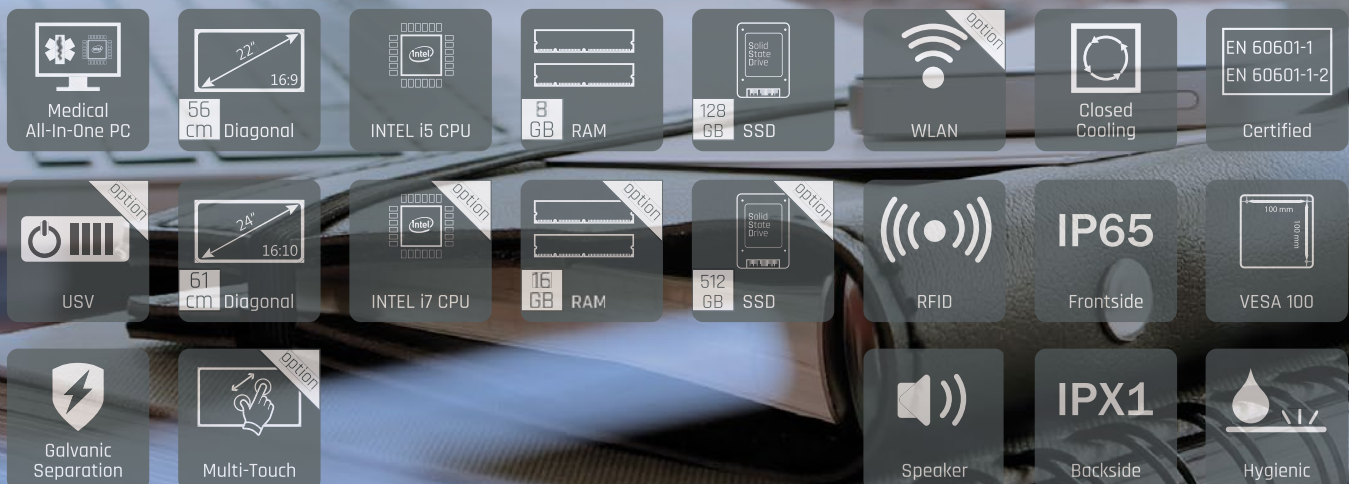 Medical
All-In-One PC
22"
16:9
56
cm
Diagonal
intel
INTEL i5 CPU
8
GB
RAM
Solid
State
Drive
128
GB
SSD
option
WLAN
Closed
Cooling
EN 60601-1
EN 60601-1-2
Certified
option
USV
24"
16:10
61
cm
Diagonal
option
intel
INTEL i7 CPU
option
16
GB
RAM
option
Solid
State
Drive
512
GB
SSD
RFID
IP65
Frontside
100 mm
100 mm
VESA 100
Galvanic
Separation
option
Multi-Touch
Speaker
IPX1
Backside
Hygienic